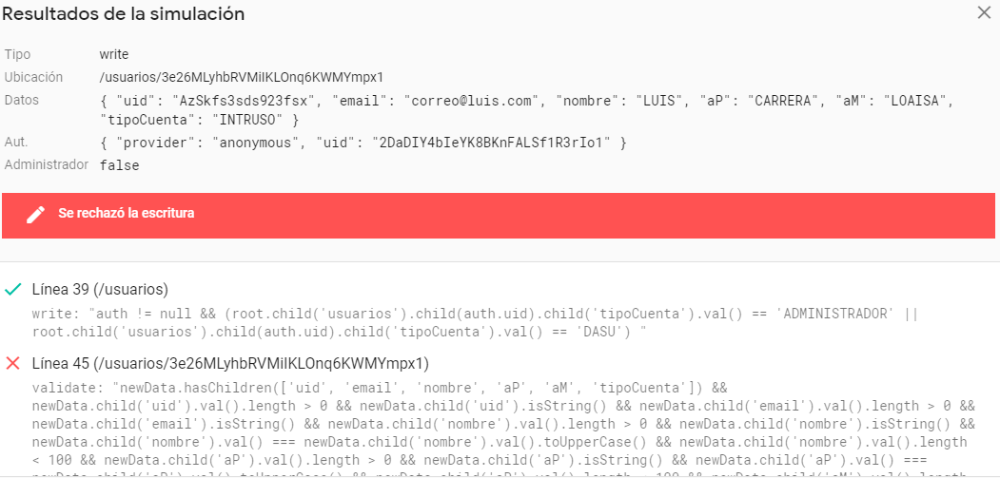 Resultados de la simulación
Tipo write
Ubicación /usuarios/3e26MLyhbRVMiIKLOnq6KWMYmpx1
Datos { "uid": "AzSkfs3sds923fsx", "email": "correo@luis.com", "nombre": "LUIS", "aP": "CARRERA", "aM": "LOAISA",
"tipoCuenta": "INTRUSO" }
Aut. { "provider": "anonymous", "uid": "2DaDIY4bIeYK8BKnFALSf1R3rIo1" }
Administrador false
Se rechazó la escritura
Línea 39 (/usuarios)
write: "auth != null && (root.child('usuarios').child(auth.uid).child('tipoCuenta').val() == 'ADMINISTRADOR' ||
root.child('usuarios').child(auth.uid).child('tipoCuenta').val() == 'DASU') "
Línea 45 (/usuarios/3e26MLyhbRVMiIKLOnq6KWMYmpx1)
validate: "newData.hasChildren(['uid', 'email', 'nombre', 'aP', 'aM', 'tipoCuenta']) &&
newData.child('uid').val().length > 0 && newData.child('uid').isString() && newData.child('email').val().length > 0 &&
newData.child('email').isString() && newData.child('nombre').val().length > 0 && newData.child('nombre').isString() &&
newData.child('nombre').val() === newData.child('nombre').val().toUpperCase() && newData.child('nombre').val().length
< 100 && newData.child('aP').val().length > 0 && newData.child('aP').isString() && newData.child('aP').val() ===
newData.child('aP').val().toUpperCase() && newData.child('aP').val().length < 100 && newData.child('aM').val().length